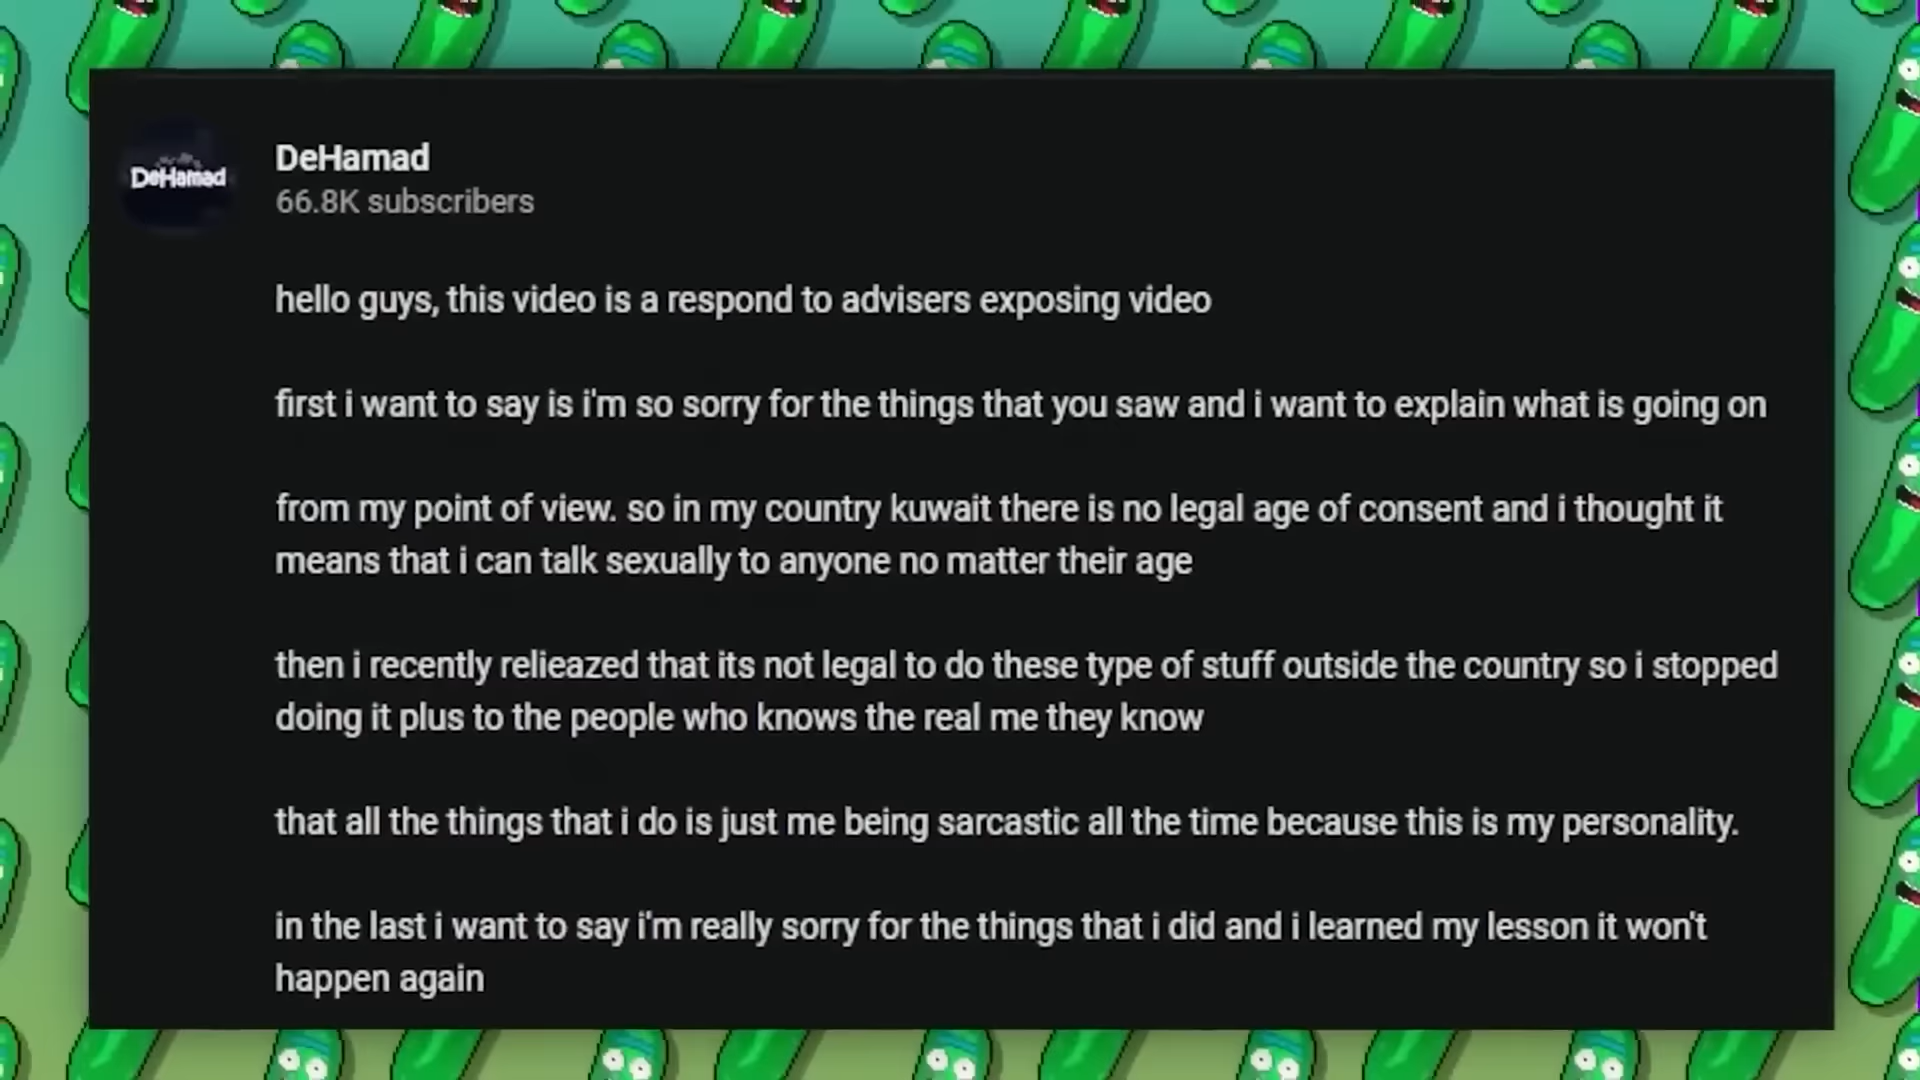 DeHamad
DeHamad
66.8K subscribers
hello guys, this video is a respond to advisers exposing video
first i want to say is i'm so sorry for the things that you saw and i want to explain what is going on
from my point of view. so in my country kuwait there is no legal age of consent and i thought it
means that i can talk sexually to anyone no matter their age
then i recently relieazed that its not legal to do these type of stuff outside the country so i stopped
doing it plus to the people who knows the real me they know
that all the things that i do is just me being sarcastic all the time because this is my personality.
in the last i want to say i'm really sorry for the things that i did and i learned my lesson it won't
happen again